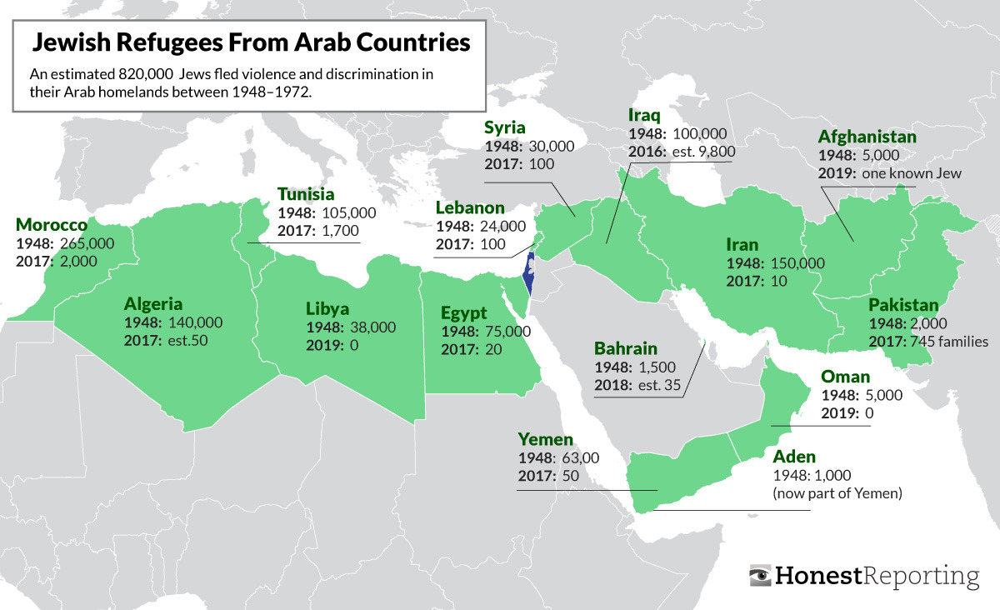 Jewish Refugees From Arab Countries
An estimated 820,000 Jews fled violence and discrimination in
their Arab homelands between 1948–1972.
Syria
1948: 30,000
2017: 100
Iraq
1948: 100,000
2016: est. 9,800
Afghanistan
1948: 5,000
2019: one known Jew
Tunisia
1948: 105,000
2017: 1,700
Lebanon
1948: 24,000
2017: 100
Morocco
1948: 265,000
2017: 2,000
Iran
1948: 150,000
2017: 10
Algeria
1948: 140,000
2017: est.50
Libya
1948: 38,000
2019: 0
Egypt
1948: 75,000
2017: 20
Pakistan
1948: 2,000
2017: 745 families
Bahrain
1948: 1,500
2018: est. 35
Oman
1948: 5,000
2019: 0
Yemen
1948: 63,00
2017: 50
Aden
1948: 1,000
(now part of Yemen)
HonestReporting